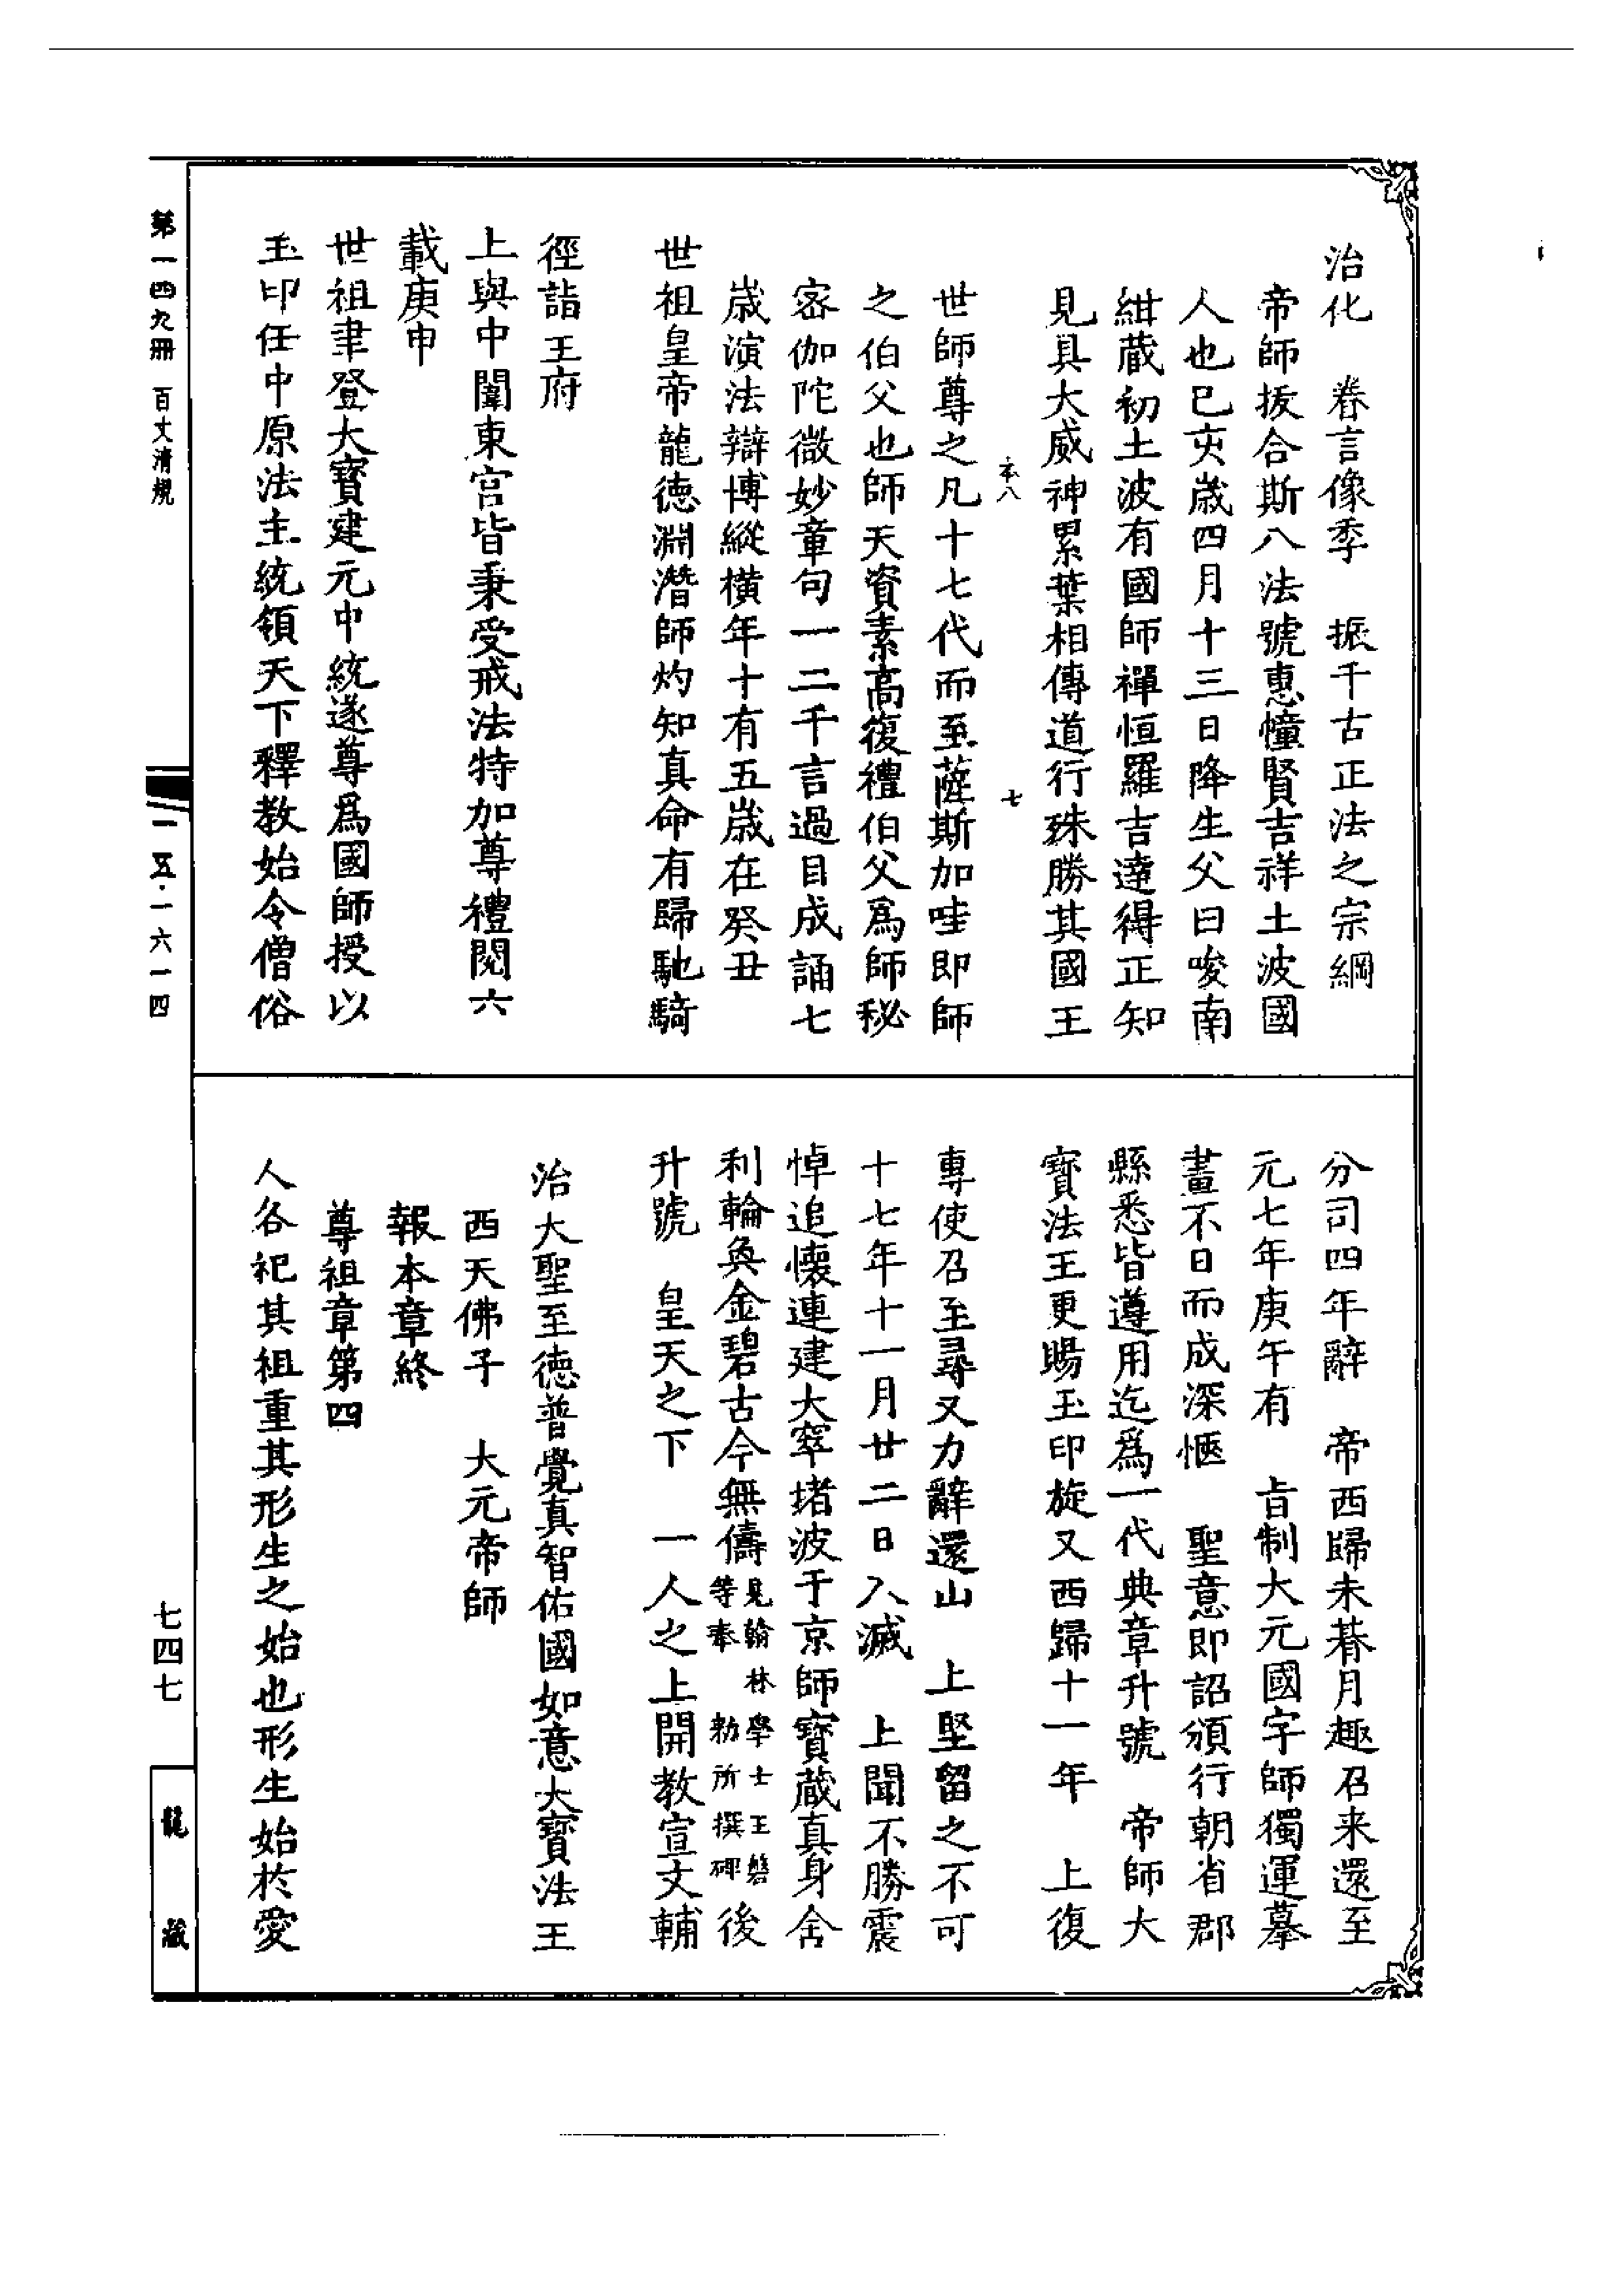 治化　眷言像季　振千古正法之宗綱
帝師拔合斯八法號惠幢賢吉祥土波國
人也己亥歲四月十三日降生父曰唆南
紺藏初土波有國師禪恒羅吉達得正知
見具大威神累葉相傳道行殊勝其國王
本八　七
世師尊之凡十七代而至薩斯加哇即師
之伯父也師天資素高復禮伯父爲師秘
密伽陀微妙章句一二千言過目成誦七
歲演法辯博縱橫年十有五歲在癸丑
世祖皇帝龍德淵潛師灼知真命有歸馳騎
徑詣王府
上與中闈東宮皆秉受戒法特加尊禮閱六
載庚申
世祖聿登大寶建元中統遂尊爲國師授以
玉印任中原法主統領天下釋教始令僧俗
分司四年辭　帝西歸未朞月趣召来還至
元七年庚午有　旨制大元國字師獨運摹
畫不日而成深愜　聖意即詔頒行朝省郡
縣悉皆遵用迄爲一代典章升號　帝師大
寶法王更賜玉印旋又西歸十一年　上復
專使召至尋又力辭還山　上堅留之不可
十七年十一月廿二日入滅　上聞不勝震
悼追懷連建大窣堵波于京師寶藏真身舍
利輪奐金碧古今無儔見翰林學士王磐等奉　勑所撰碑後
升號　皇天之下　一人之上開教宣文輔
治大聖至德普覺真智佑國如意大寶法王
西天佛子　大元帝師
報本章終
尊祖章第四
人各祀其祖重其形生之始也形生始於愛
第一四九冊　百丈清規
一一五·一六一四
七四七
龍　藏